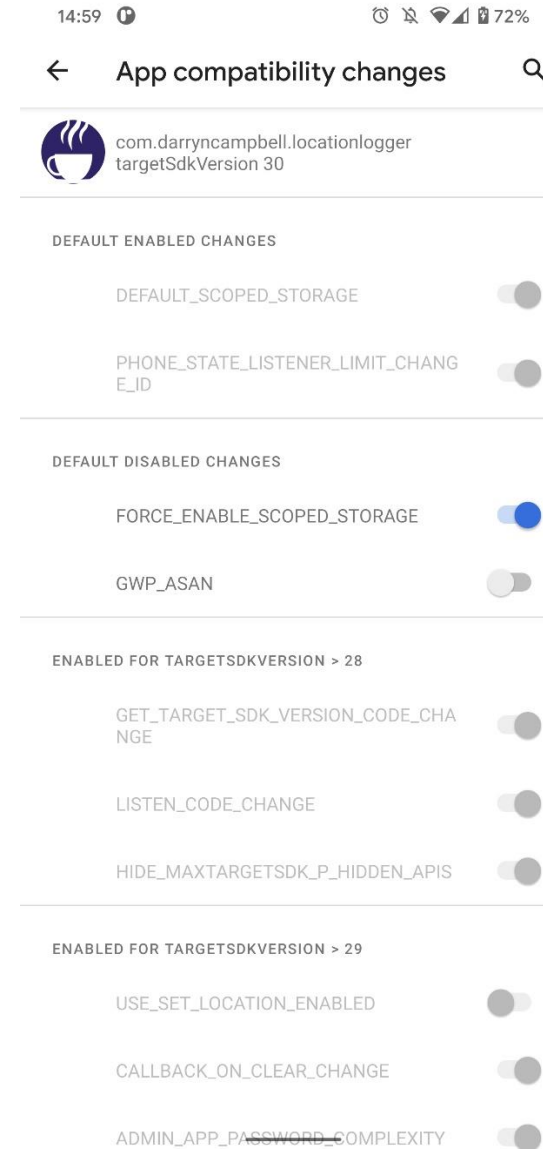 14:59
72%
App compatibility changes
com.darryncampbell.locationlogger
targetSdkVersion 30
DEFAULT ENABLED CHANGES
DEFAULT_SCOPED_STORAGE
PHONE_STATE_LISTENER_LIMIT_CHANG
E_ID
DEFAULT DISABLED CHANGES
FORCE_ENABLE_SCOPED_STORAGE
GWP_ASAN
ENABLED FOR TARGETSDKVERSION > 28
GET_TARGET_SDK_VERSION_CODE_CHA
NGE
LISTEN_CODE_CHANGE
HIDE_MAXTARGETSDK_P_HIDDEN_APIS
ENABLED FOR TARGETSDKVERSION > 29
USE_SET_LOCATION_ENABLED
CALLBACK_ON_CLEAR_CHANGE
ADMIN_APP_PASSWORD_COMPLEXITY